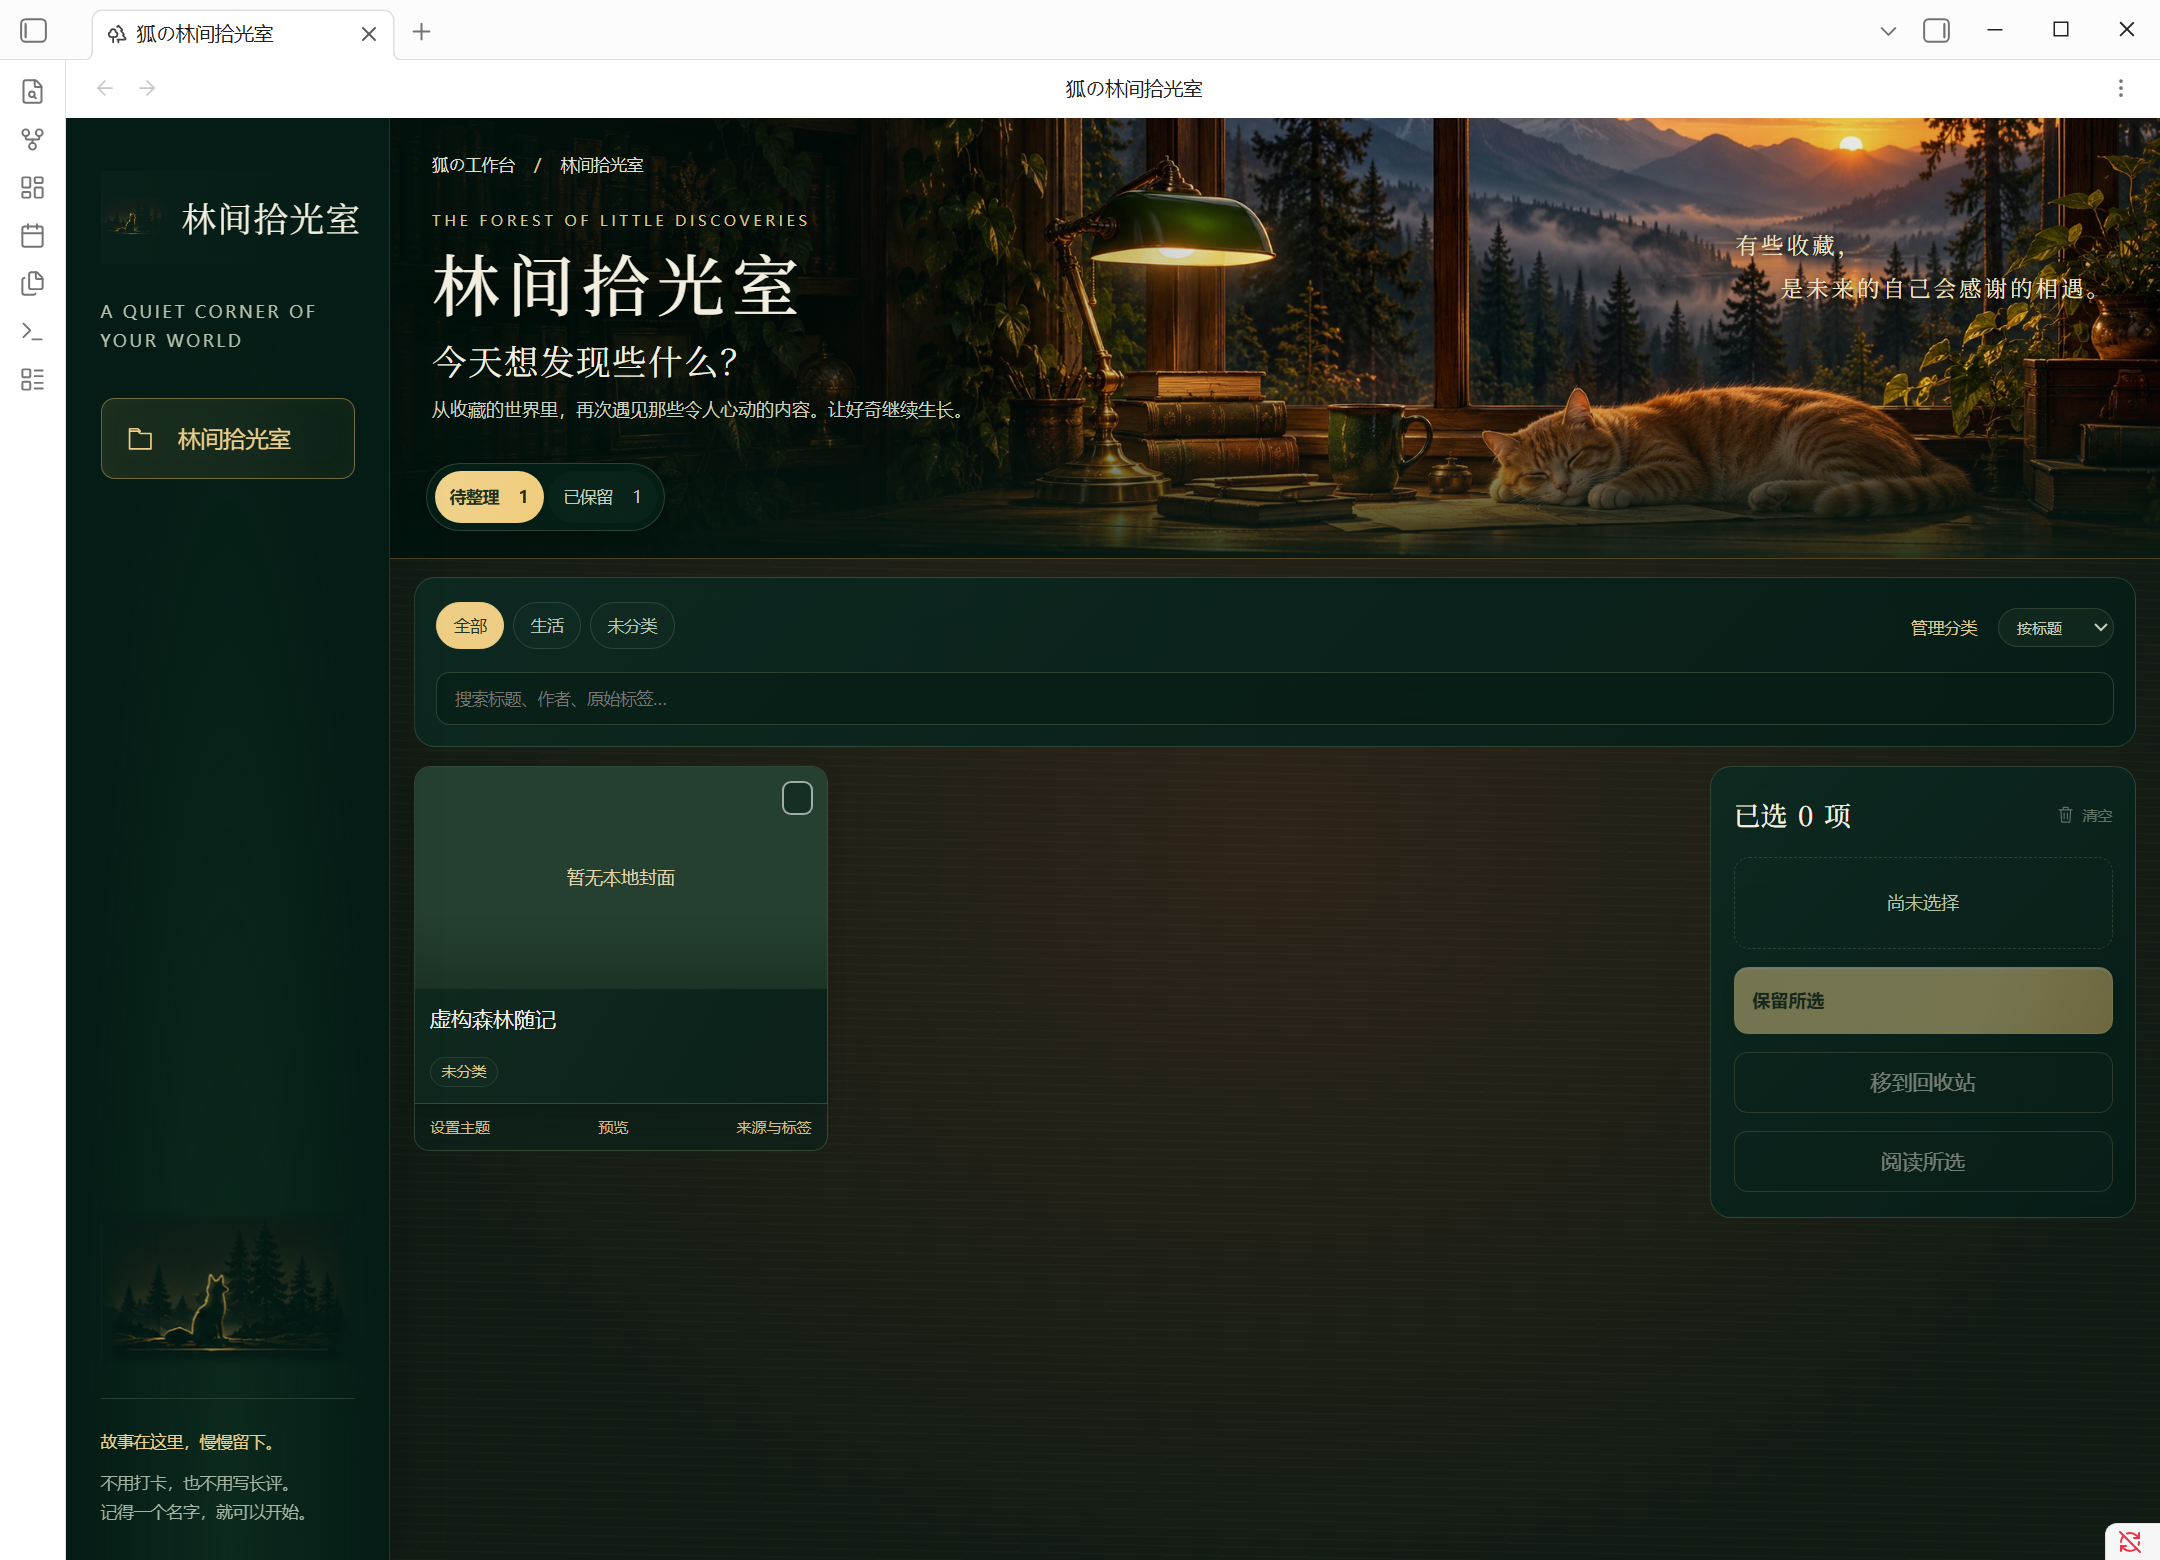 狐の林间拾光室
狐の林间拾光室
林间拾光室
A QUIET CORNER OF
YOUR WORLD
林间拾光室
故事在这里，慢慢留下。
不用打卡，也不用写长评。
记得一个名字，就可以开始。
狐の工作台 / 林间拾光室
THE FOREST OF LITTLE DISCOVERIES
林间拾光室
今天想发现些什么？
从收藏的世界里，再次遇见那些令人心动的内容。让好奇继续生长。
有些收藏，
是未来的自己会感谢的相遇。
待整理 1 已保留 1
全部 生活 未分类
管理分类 按标题
搜索标题、作者、原始标签...
暂无本地封面
虚构森林随记
未分类
设置主题 预览 来源与标签
已选 0 项 清空
尚未选择
保留所选
移到回收站
阅读所选